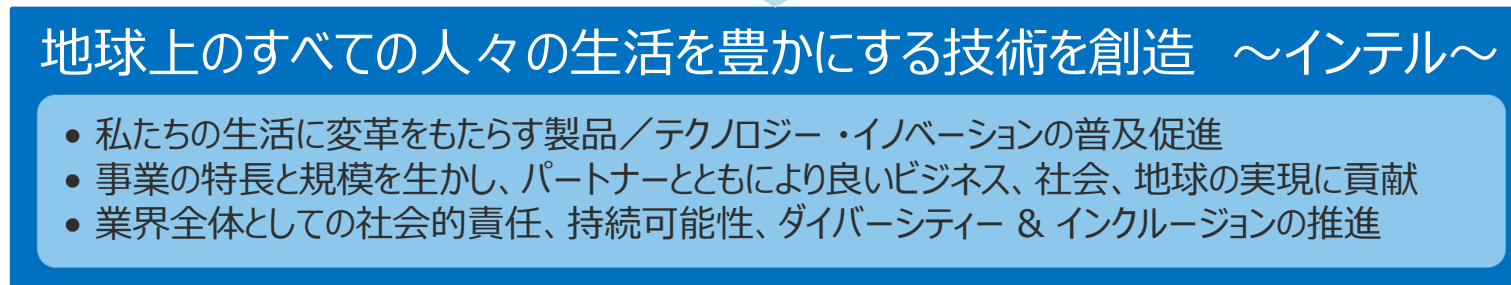 地球上のすべての人々の生活を豊かにする技術を創造　～インテル～
• 私たちの生活に変革をもたらす製品／テクノロジー ・イノベーションの普及促進
• 事業の特長と規模を生かし、パートナーとともにより良いビジネス、社会、地球の実現に貢献
• 業界全体としての社会的責任、持続可能性、ダイバーシティー & インクルージョンの推進